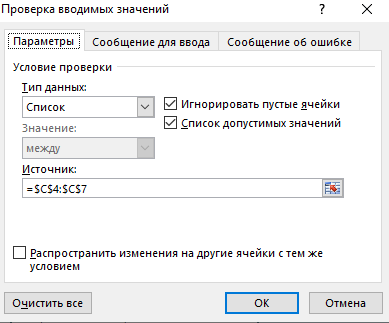 Проверка вводимых значений
Параметры Сообщение для ввода Сообщение об ошибке
Условие проверки
Тип данных:
Список
Игнорировать пустые ячейки
Значение:
Список допустимых значений
между
Источник:
=$C$4:$C$7
Распространить изменения на другие ячейки с тем же
условием
Очистить все ОК Отмена